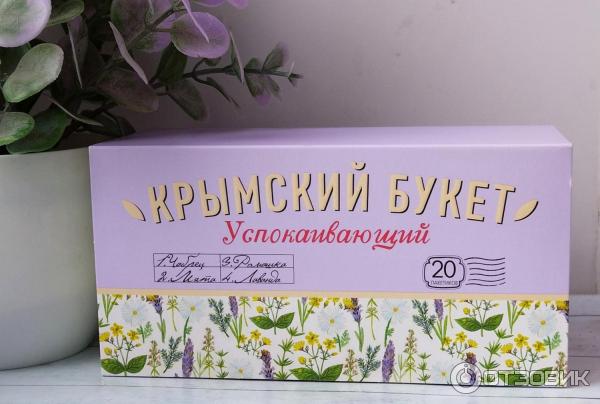 КРЫМСКИЙ БУКЕТ
Успокаивающий
1. Чабрец 3. Ромашка
2. Мята 4. Лаванда
20
ПАКЕТИКОВ
ОТЗОВИК